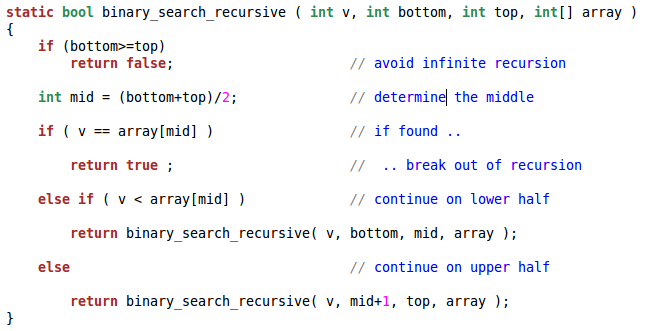 static bool binary_search_recursive ( int v, int bottom, int top, int[] array )
{
    if (bottom>=top)
        return false;                      // avoid infinite recursion
    int mid = (bottom+top)/2;              // determine the middle
    if ( v == array[mid] )                 // if found ..
        return true ;                      //  .. break out of recursion
    else if ( v < array[mid] )             // continue on lower half
        return binary_search_recursive( v, bottom, mid, array );
    else                                   // continue on upper half
        return binary_search_recursive( v, mid+1, top, array );
}